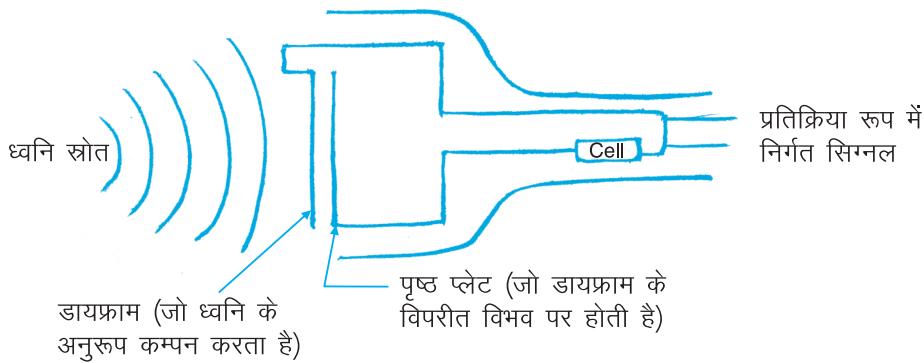 ध्वनि स्रोत
Cell
प्रतिक्रिया रूप में
निर्गत सिग्नल
डायफ्राम (जो ध्वनि के
अनुरूप कम्पन करता है)
पृष्ठ प्लेट (जो डायफ्राम के
विपरीत विभव पर होती है)